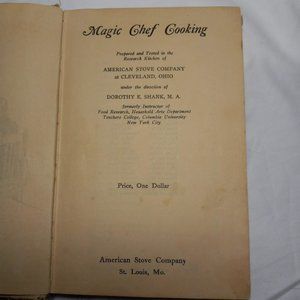 Magic Chef Cooking
Prepared and Tested in the
Research Kitchen of
AMERICAN STOVE COMPANY
at CLEVELAND, OHIO
under the direction of
DOROTHY E. SHANK, M. A.
formerly Instructor of
Food Research, Household Arts Department
Teachers College, Columbia University
New York City
Price, One Dollar
American Stove Company
St. Louis, Mo.